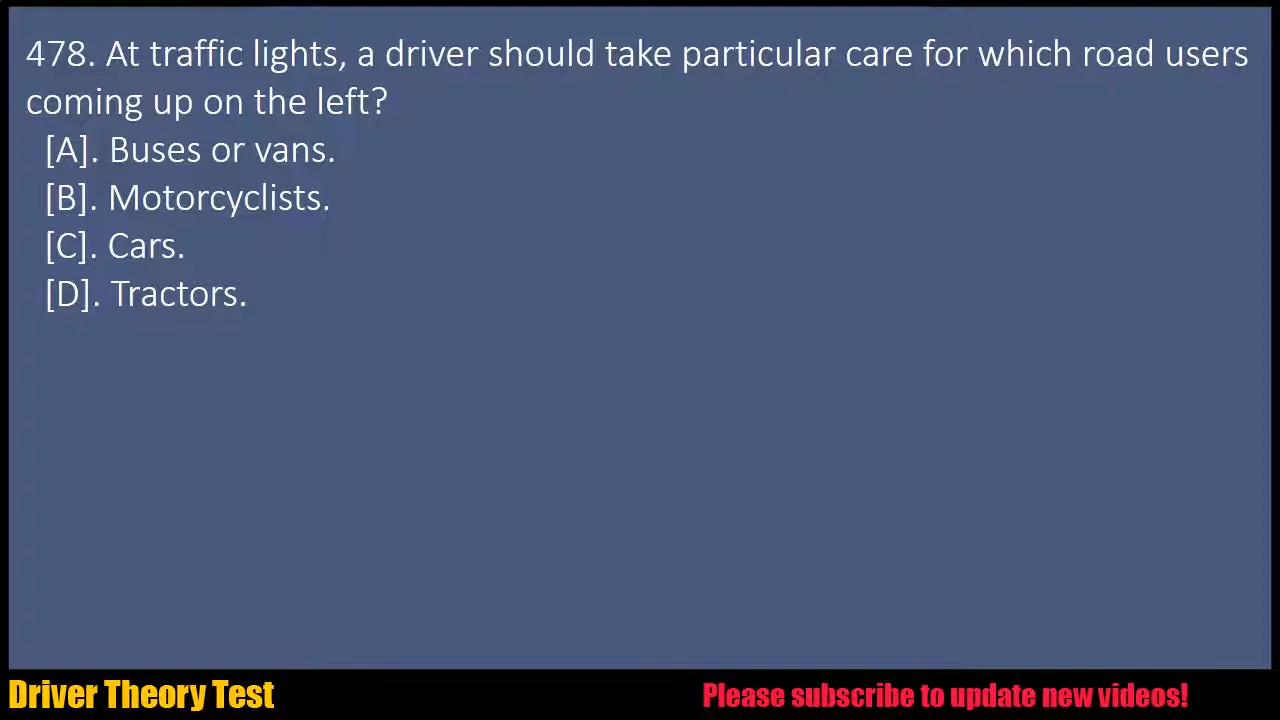 478. At traffic lights, a driver should take particular care for which road users
coming up on the left?
[A]. Buses or vans.
[B]. Motorcyclists.
[C]. Cars.
[D]. Tractors.
Driver Theory Test
Please subscribe to update new videos!